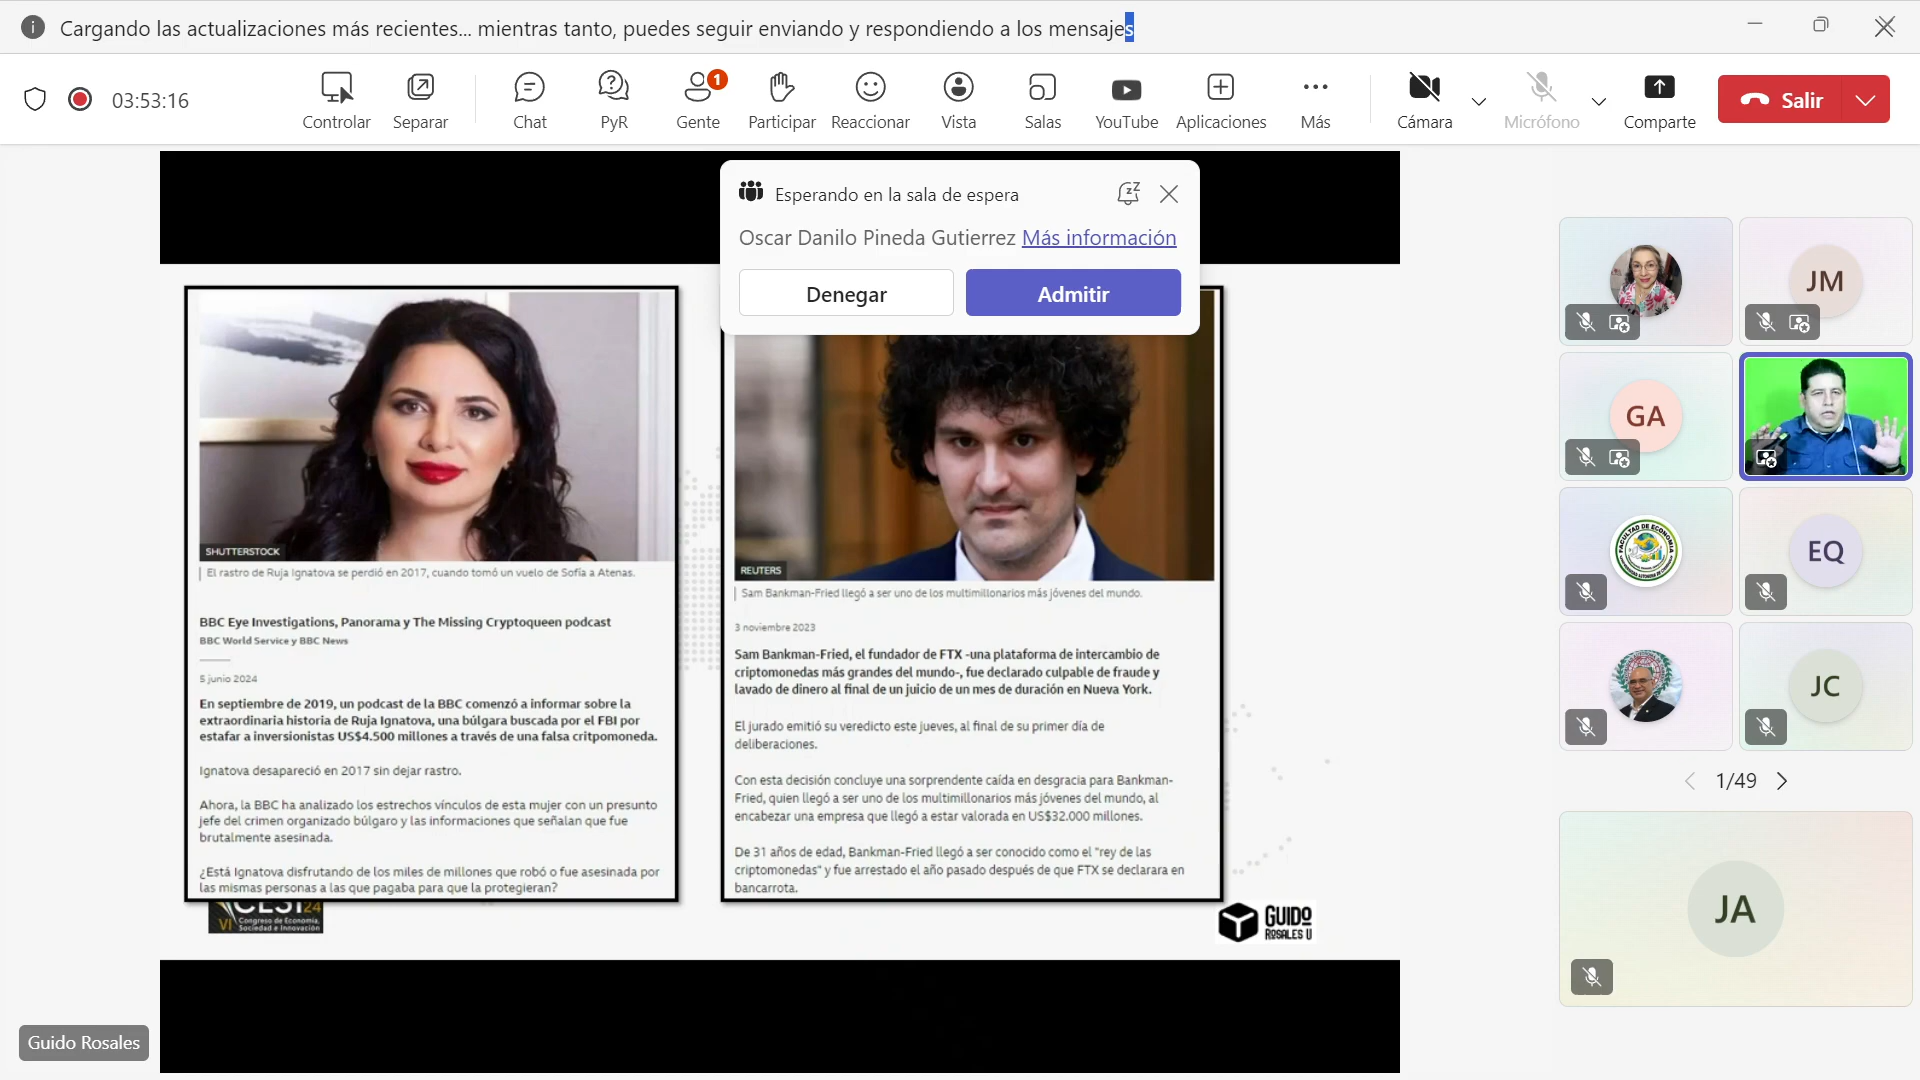 Cargando las actualizaciones más recientes... mientras tanto, puedes seguir enviando y respondiendo a los mensajes
03:53:16
Controlar
Separar
Chat
PyR
1
Gente
Participar
Reaccionar
Vista
Salas
YouTube
Aplicaciones
Más
Cámara
Micrófono
Comparte
Salir
Esperando en la sala de espera
Oscar Danilo Pineda Gutierrez Más información
Denegar
Admitir
SHUTTERSTOCK
El rastro de Ruja Ignatova se perdió en 2017, cuando tomó un vuelo de Sofía a Atenas.
BBC Eye Investigations, Panorama y The Missing Cryptoqueen podcast
BBC World Service y BBC News
5 junio 2024
En septiembre de 2019, un podcast de la BBC comenzó a informar sobre la
extraordinaria historia de Ruja Ignatova, una búlgara buscada por el FBI por
estafar a inversionistas US$4.500 millones a través de una falsa critpomoneda.
Ignatova desapareció en 2017 sin dejar rastro.
Ahora, la BBC ha analizado los estrechos vínculos de esta mujer con un presunto
jefe del crimen organizado búlgaro y las informaciones que señalan que fue
brutalmente asesinada.
¿Está Ignatova disfrutando de los miles de millones que robó o fue asesinada por
las mismas personas a las que pagaba para que la protegieran?
REUTERS
Sam Bankman-Fried llegó a ser uno de los multimillonarios más jóvenes del mundo.
3 noviembre 2023
Sam Bankman-Fried, el fundador de FTX -una plataforma de intercambio de
criptomonedas más grandes del mundo-, fue declarado culpable de fraude y
lavado de dinero al final de un juicio de un mes de duración en Nueva York.
El jurado emitió su veredicto este jueves, al final de su primer día de
deliberaciones.
Con esta decisión concluye una sorprendente caída en desgracia para Bankman-
Fried, quien llegó a ser uno de los multimillonarios más jóvenes del mundo, al
encabezar una empresa que llegó a estar valorada en US$32.000 millones.
De 31 años de edad, Bankman-Fried llegó a ser conocido como el "rey de las
criptomonedas" y fue arrestado el año pasado después de que FTX se declarara en
bancarrota.
CESI24
VI Congreso de Economía,
Sociedad e Innovación
GUIDO
ROSALES U
JM
GA
FACULTAD DE ECONOMIA
EQ
JC
1/49
JA
Guido Rosales